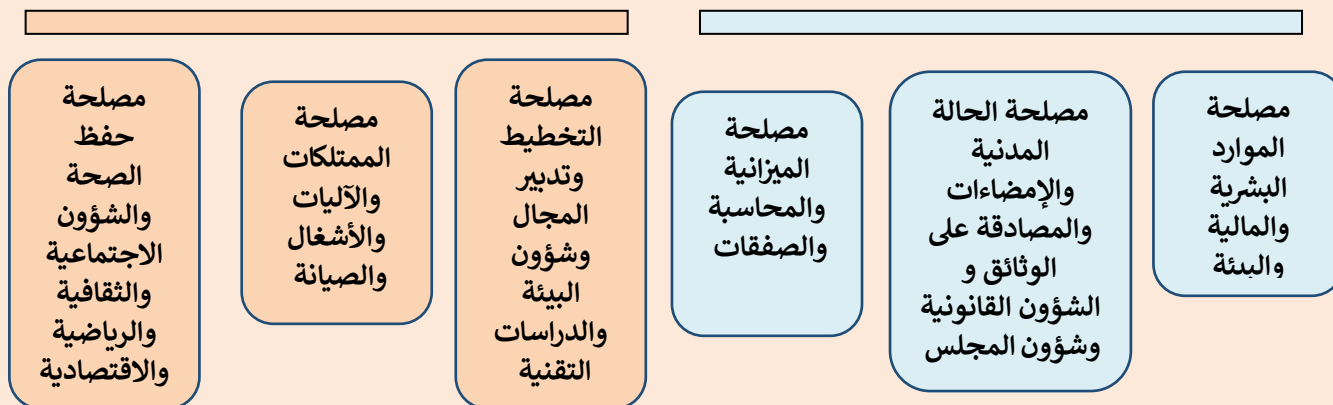 مصلحة
الموارد
البشرية
والمالية
والبيئة
مصلحة الحالة
المدنية
والإمضاءات
والمصادقة على
الوثائق و
الشؤون القانونية
وشؤون المجلس
مصلحة
الميزانية
والمحاسبة
والصفقات
مصلحة
التخطيط
وتدبير
المجال
وشؤون
البيئة
والدراسات
التقنية
مصلحة
الممتلكات
والآليات
والأشغال
والصيانة
مصلحة
حفظ
الصحة
والشؤون
الاجتماعية
والثقافية
والرياضية
والاقتصادية